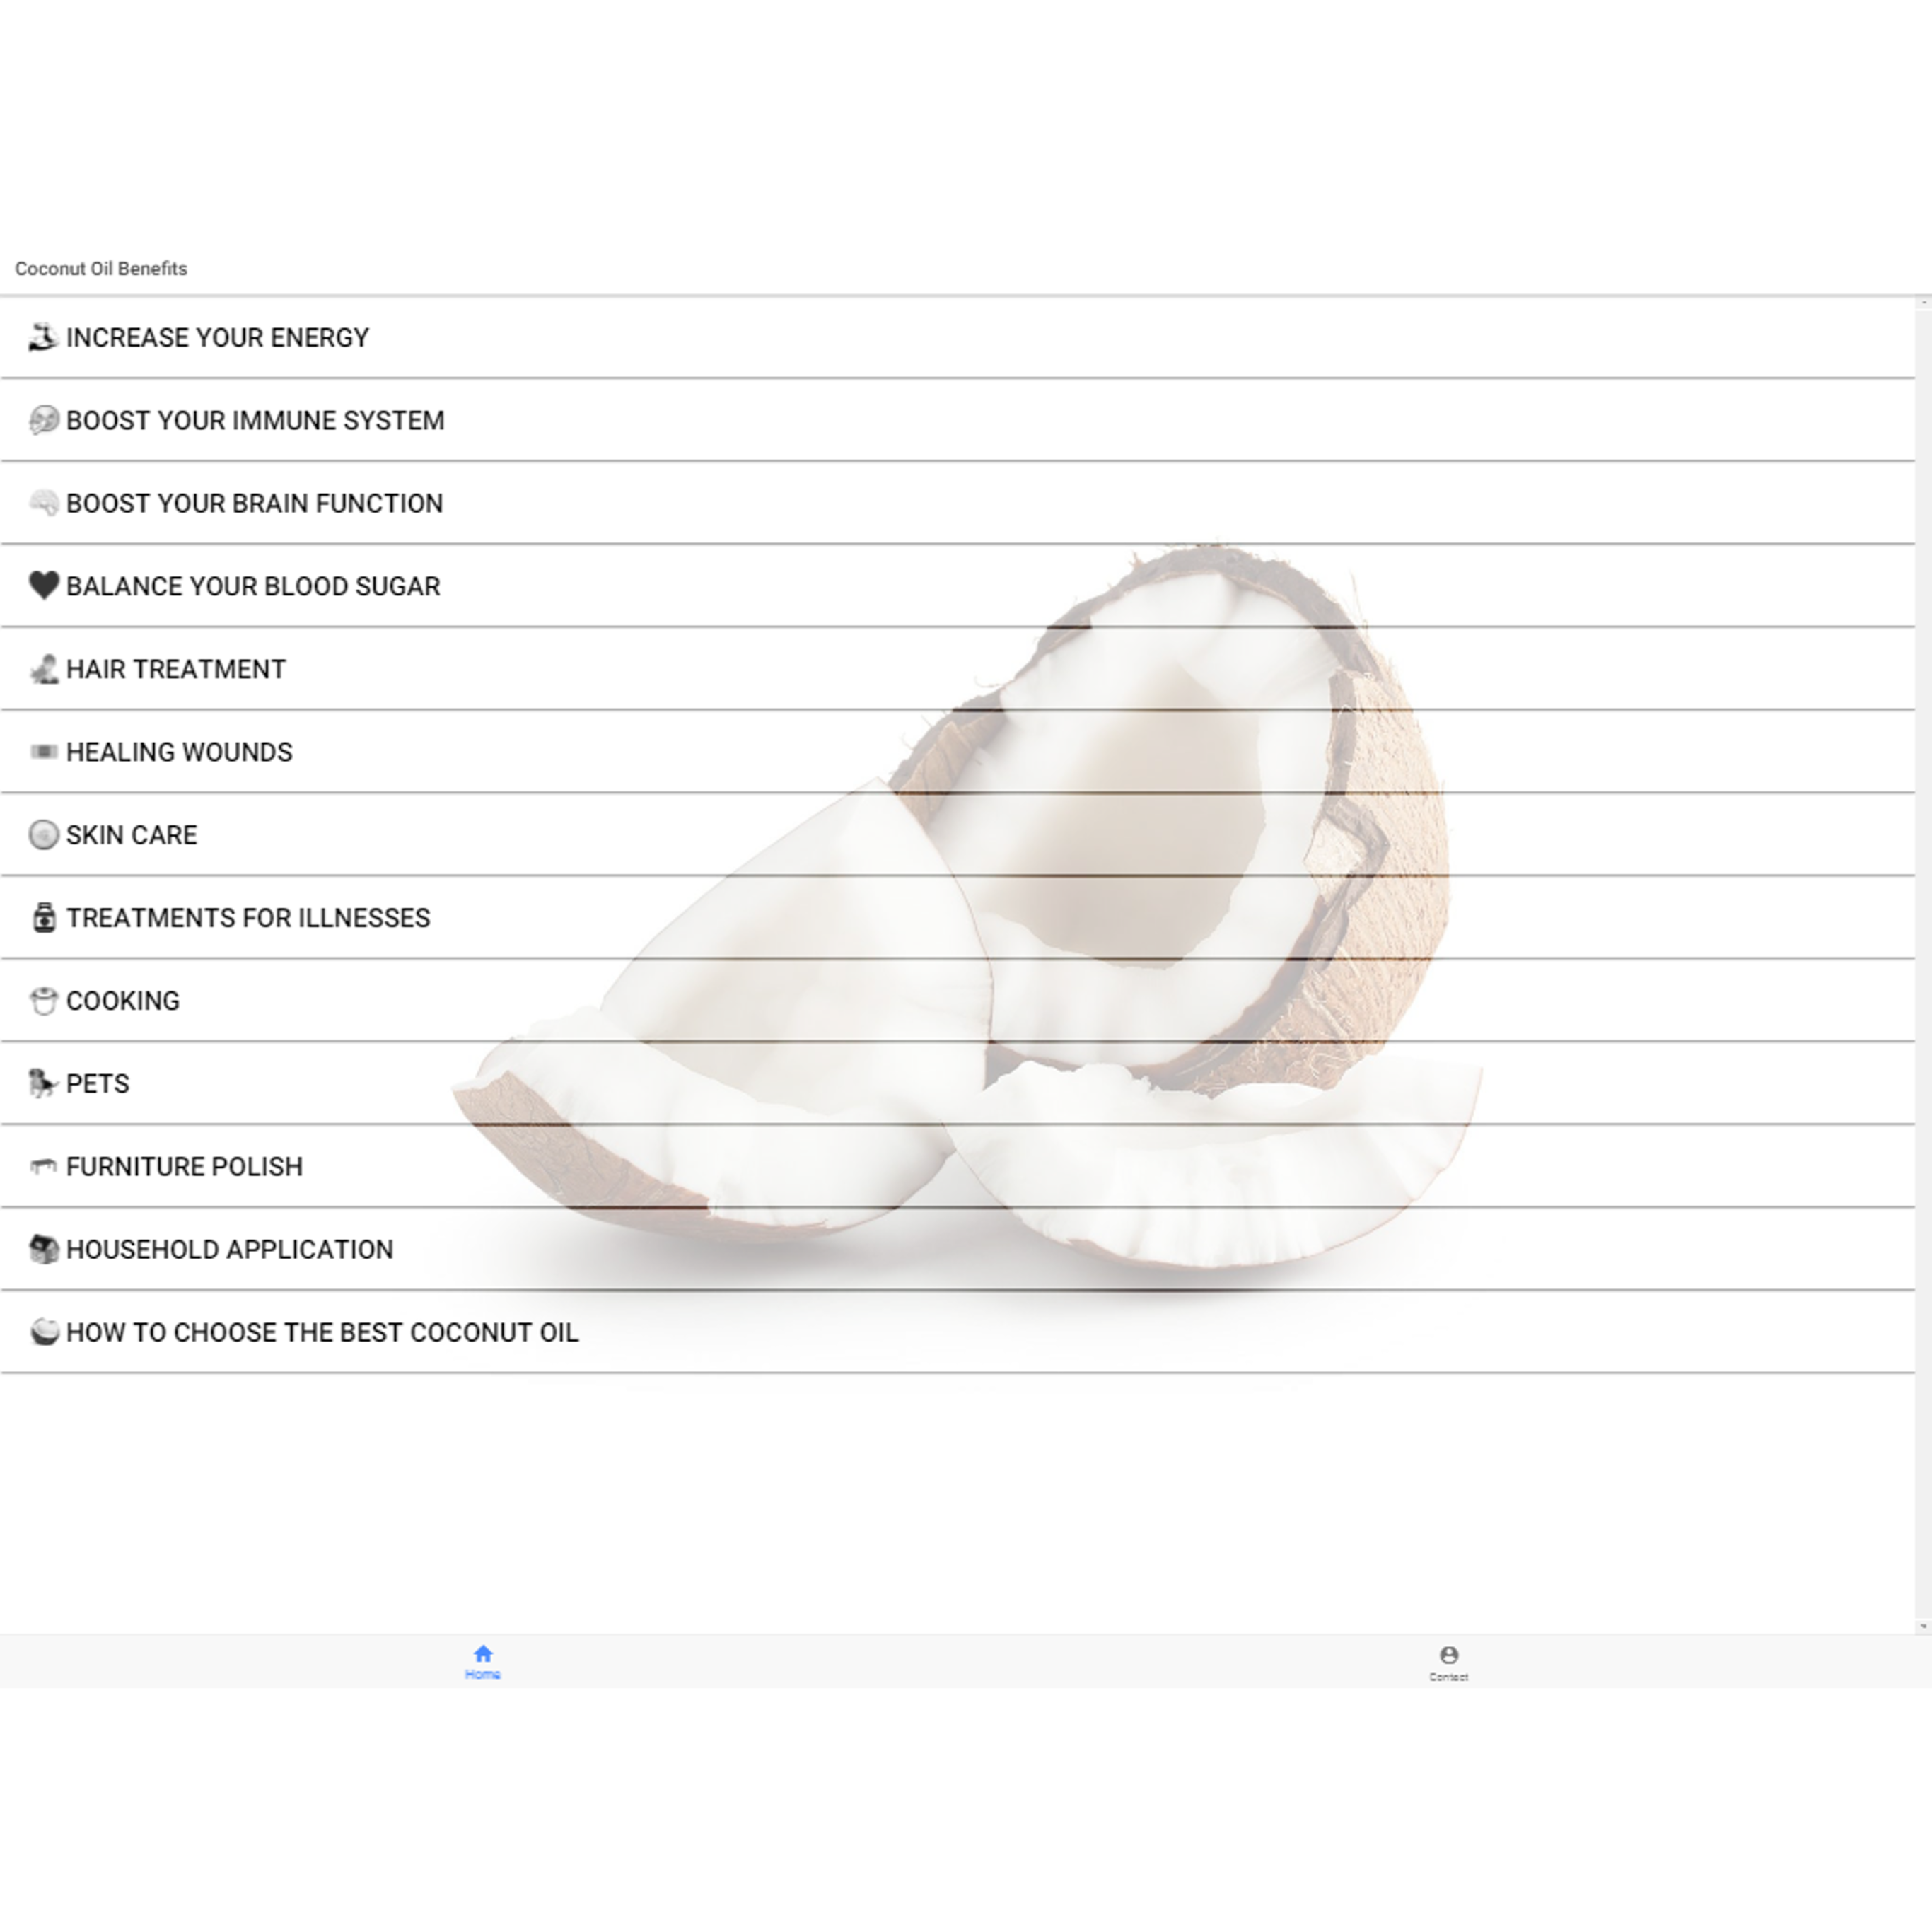 Coconut Oil Benefits
INCREASE YOUR ENERGY
BOOST YOUR IMMUNE SYSTEM
BOOST YOUR BRAIN FUNCTION
BALANCE YOUR BLOOD SUGAR
HAIR TREATMENT
HEALING WOUNDS
SKIN CARE
TREATMENTS FOR ILLNESSES
COOKING
PETS
FURNITURE POLISH
HOUSEHOLD APPLICATION
HOW TO CHOOSE THE BEST COCONUT OIL
Home
Contact